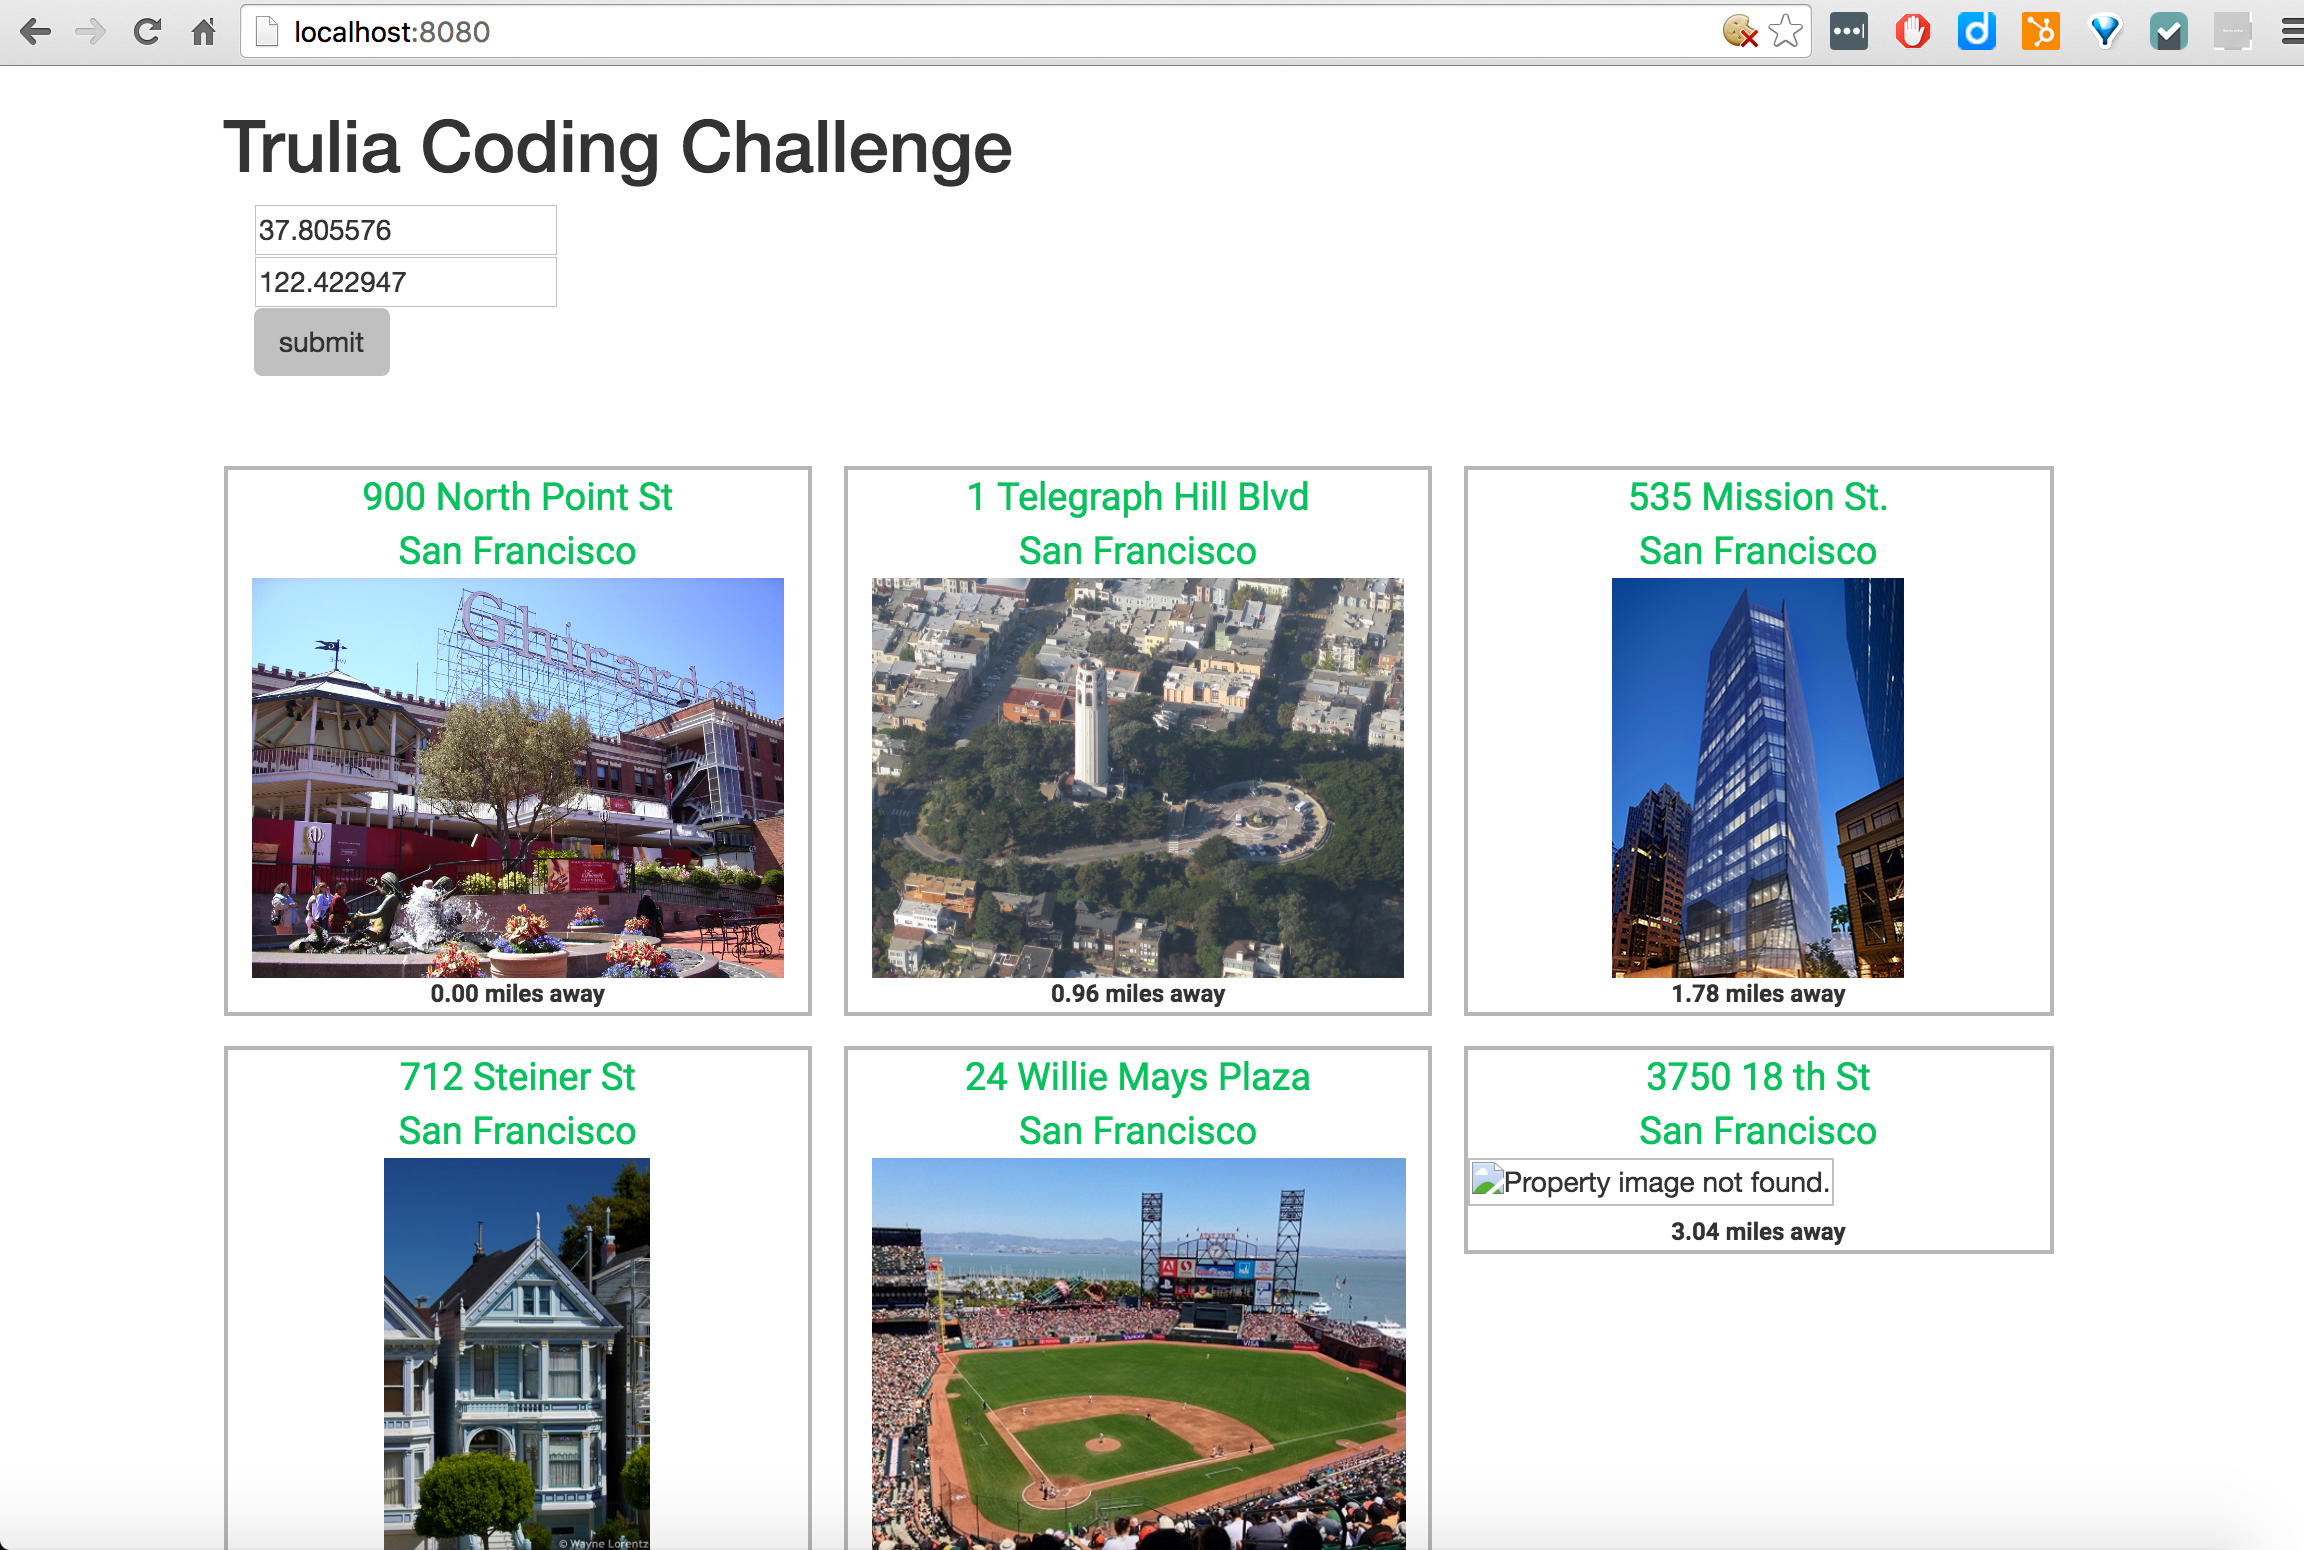 localhost:8080
Trulia Coding Challenge
37.805576
122.422947
submit
900 North Point St
San Francisco
Ghirardelli
0.00 miles away
1 Telegraph Hill Blvd
San Francisco
0.96 miles away
535 Mission St.
San Francisco
1.78 miles away
712 Steiner St
San Francisco
© Wayne Lorentz
24 Willie Mays Plaza
San Francisco
AT&T PARK
3750 18 th St
San Francisco
Property image not found.
3.04 miles away